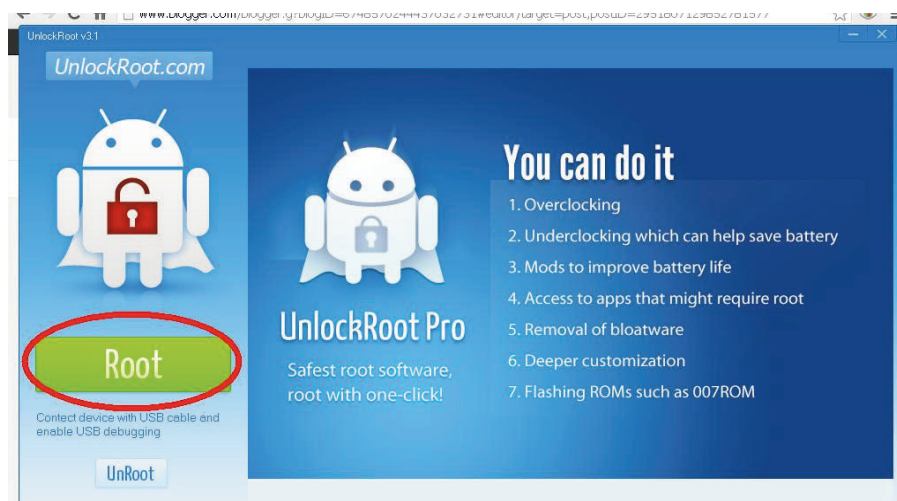 UnlockRoot v3.1
UnlockRoot.com
Root
Contect device with USB cable and
enable USB debugging
UnRoot
UnlockRoot Pro
Safest root software,
root with one-click!
You can do it
1. Overclocking
2. Underclocking which can help save battery
3. Mods to improve battery life
4. Access to apps that might require root
5. Removal of bloatware
6. Deeper customization
7. Flashing ROMs such as 007ROM